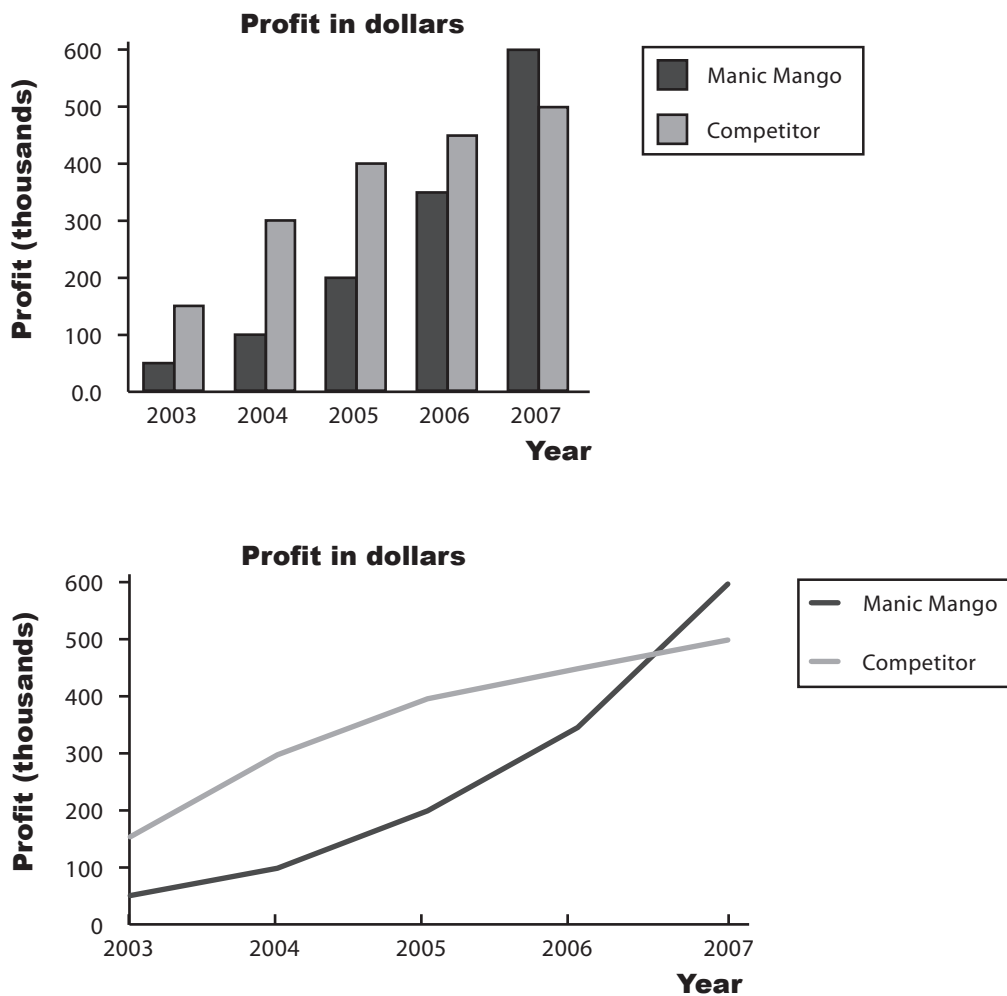 Profit in dollars
600
500
400
300
200
100
0.0
Profit (thousands)
2003 2004 2005 2006 2007
Year
Manic Mango
Competitor
Profit in dollars
600
500
400
300
200
100
0
Profit (thousands)
2003 2004 2005 2006 2007
Year
Manic Mango
Competitor